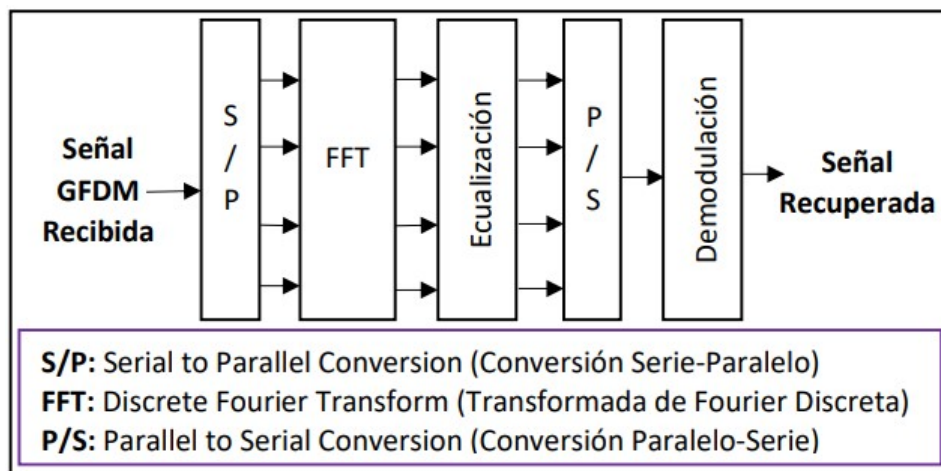 Señal
GFDM
Recibida
S
/
P
FFT
Ecualización
P
/
S
Demodulación
Señal
Recuperada
S/P: Serial to Parallel Conversion (Conversión Serie-Paralelo)
FFT: Discrete Fourier Transform (Transformada de Fourier Discreta)
P/S: Parallel to Serial Conversion (Conversión Paralelo-Serie)